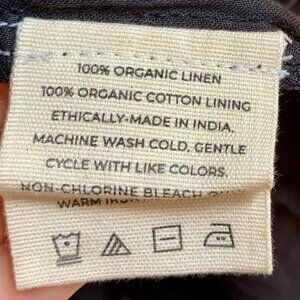 100% ORGANIC LINEN
100% ORGANIC COTTON LINING
ETHICALLY-MADE IN INDIA.
MACHINE WASH COLD, GENTLE
CYCLE WITH LIKE COLORS.
NON-CHLORINE BLEACH
WARM